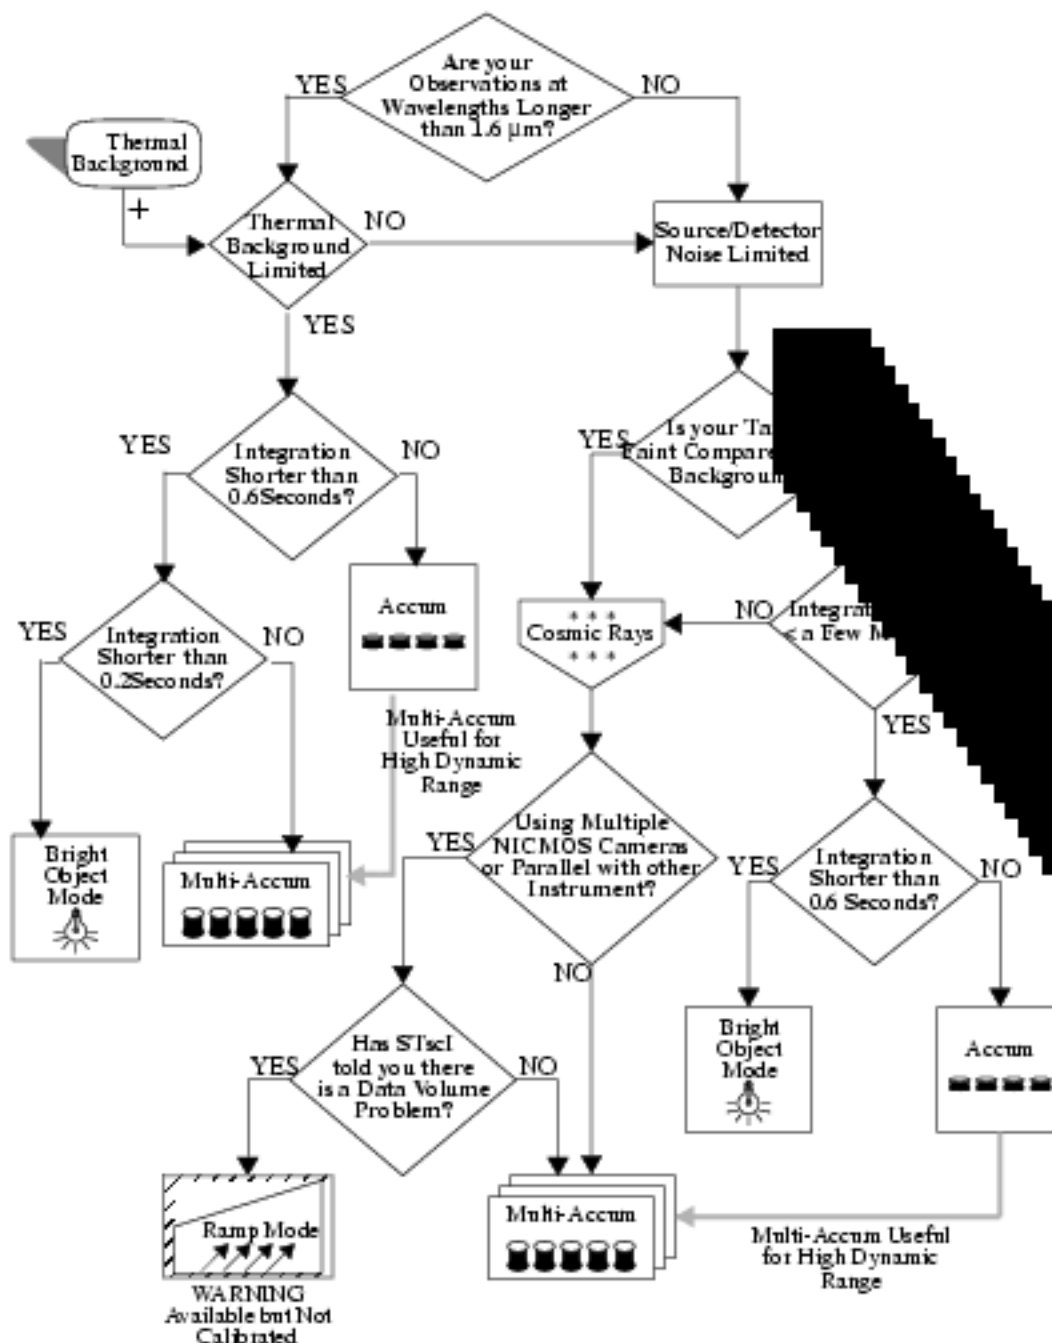 Are your
Observations at
Wavelengths Longer
than 1.6 µm?
YES
NO
Thermal
Background
+
Thermal
Background
Limited
NO
Source/Detector
Noise Limited
YES
Is your
Faint
YES
Integration
Shorter than
0.6Seconds?
YES
NO
Accum
Cosmic Rays
NO
< a Few
YES
Integration
Shorter than
0.2Seconds?
YES
NO
Multi-Accum
Useful for
High Dynamic
Range
Bright
Object
Mode
Multi-Accum
Using Multiple
NICMOS Cameras
or Parallel with other
Instrument?
YES
NO
Integration
Shorter than
0.6 Seconds?
YES
NO
Bright
Object
Mode
Accum
Has STscI
told you there
is a Data Volume
Problem?
YES
NO
Ramp Mode
WARNING
Available but Not
Calibrated
Multi-Accum
Multi-Accum Useful
for High Dynamic
Range